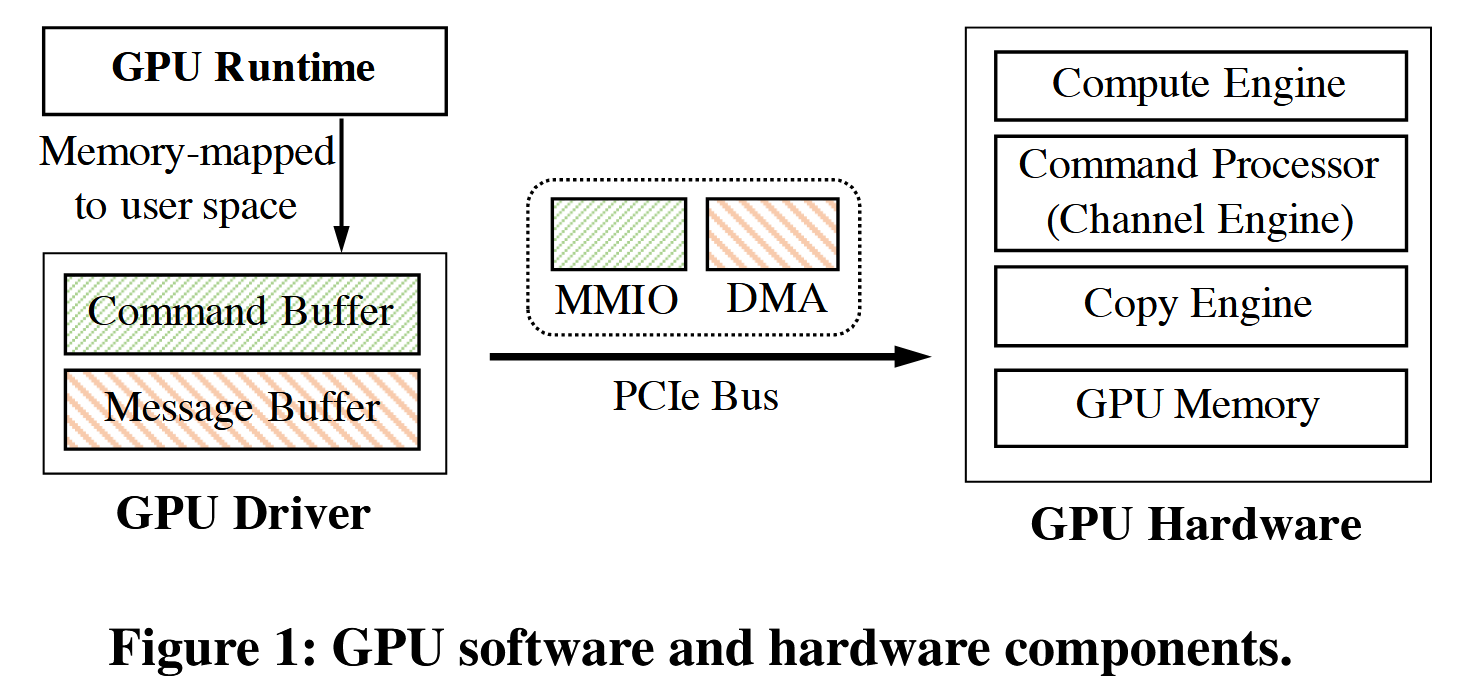 GPU Runtime
Memory-mapped
to user space
Command Buffer
Message Buffer
GPU Driver
MMIO
DMA
PCIe Bus
Compute Engine
Command Processor
(Channel Engine)
Copy Engine
GPU Memory
GPU Hardware
Figure 1: GPU software and hardware components.